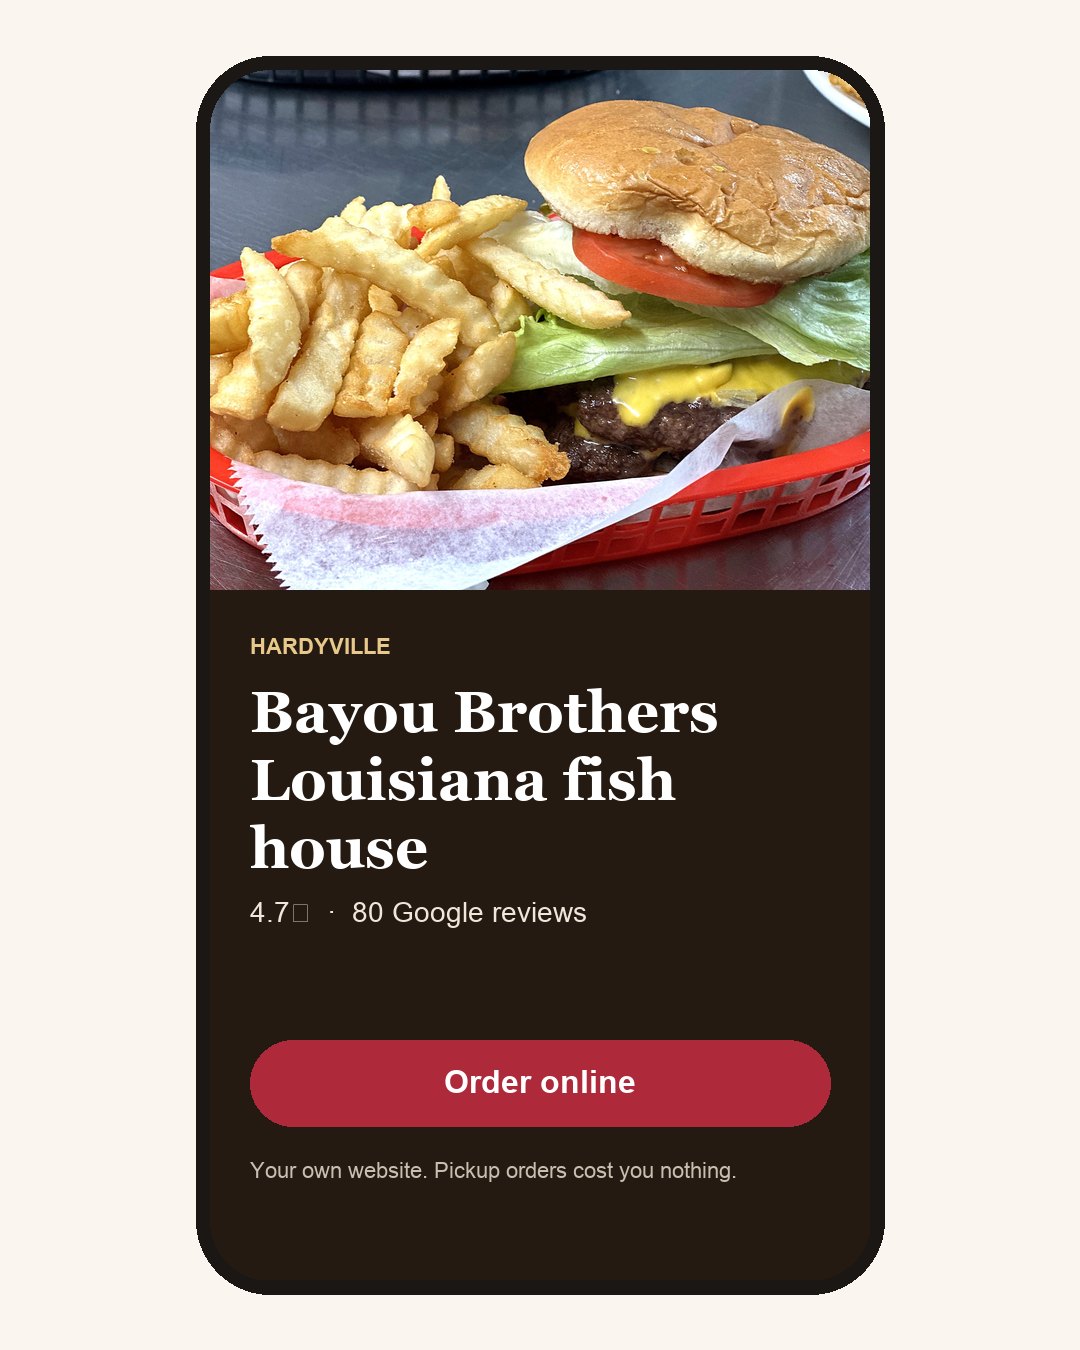 HARDYVILLE
Bayou Brothers
Louisiana fish
house
4.7□ · 80 Google reviews
Order online
Your own website. Pickup orders cost you nothing.